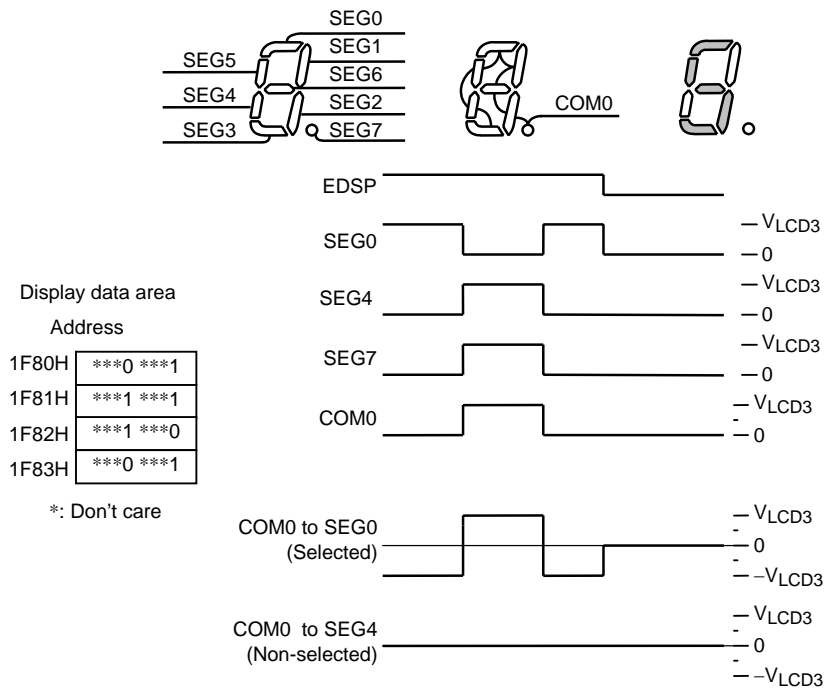 SEG0
SEG1
SEG5
SEG6
SEG4
SEG2
COM0
SEG3
SEG7
EDSP
VLCD3
SEG0
0
VLCD3
SEG4
0
VLCD3
SEG7
0
VLCD3
COM0
0
Display data area
Address
1F80H ***0 ***1
1F81H ***1 ***1
1F82H ***1 ***0
1F83H ***0 ***1
*: Don't care
VLCD3
COM0 to SEG0
0
(Selected)
−VLCD3
VLCD3
COM0 to SEG4
0
(Non-selected)
−VLCD3